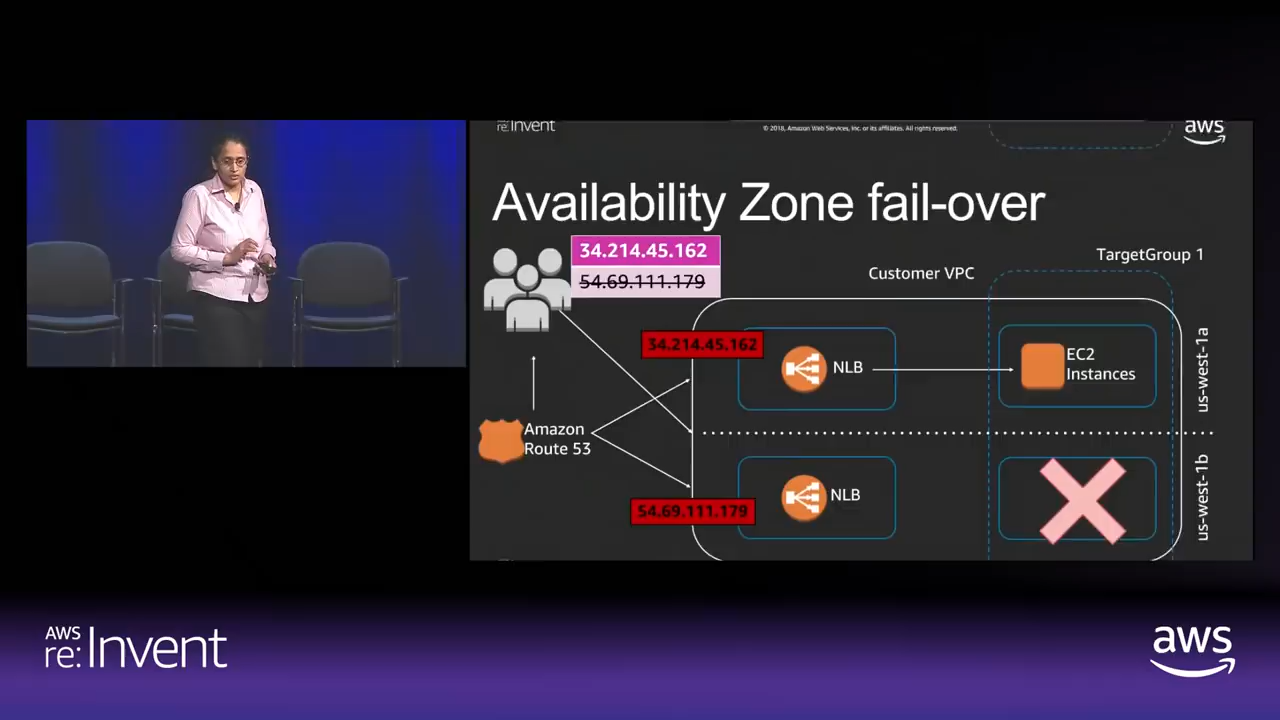 re:Invent
© 2018, Amazon Web Services, Inc. or its affiliates. All rights reserved.
aws
Availability Zone fail-over
34.214.45.162
54.69.111.179
TargetGroup 1
Customer VPC
34.214.45.162
NLB
EC2
Instances
us-west-1a
Amazon
Route 53
54.69.111.179
NLB
us-west-1b
AWS
re:Invent
aws